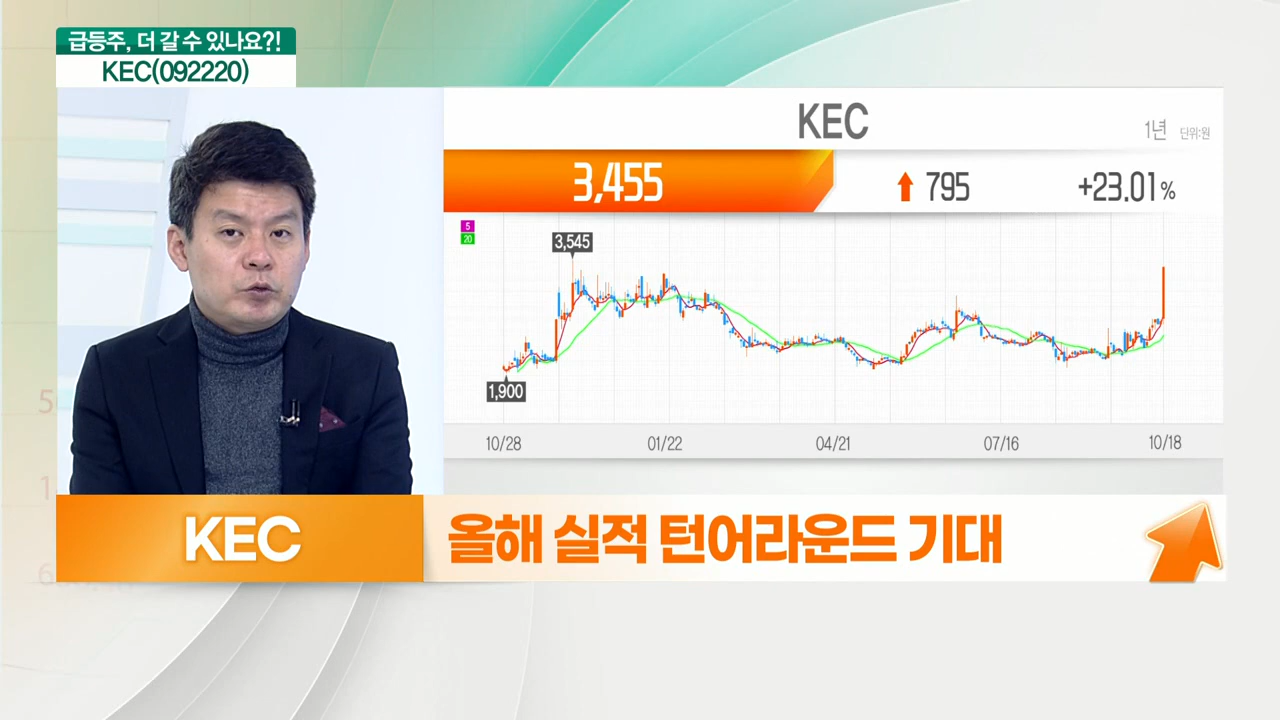 급등주, 더 갈 수 있나요?!
KEC(092220)
KEC
1년 단위:원
3,455 795 +23.01%
5
20
3,545
1,900
10/28 01/22 04/21 07/16 10/18
KEC 올해 실적 턴어라운드 기대